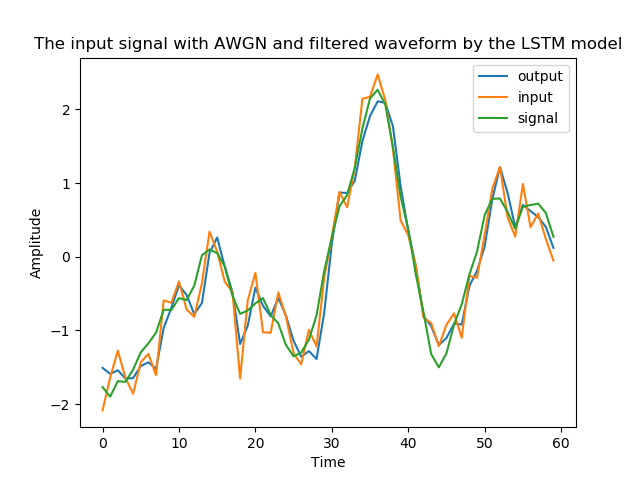 The input signal with AWGN and filtered waveform by the LSTM model
output
input
signal
2
1
0
−1
−2
Amplitude
0 10 20 30 40 50 60
Time